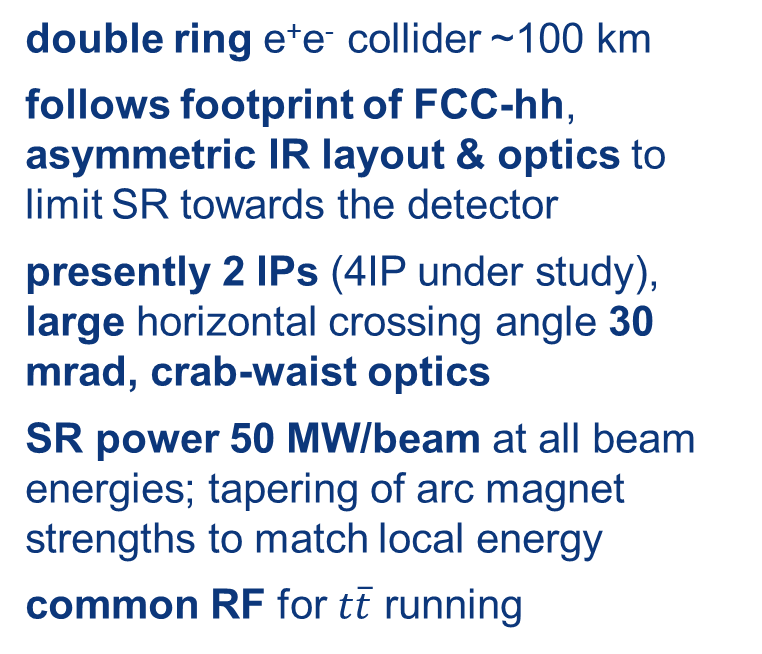 double ring e⁺e⁻ collider ~100 km
follows footprint of FCC-hh,
asymmetric IR layout & optics to
limit SR towards the detector
presently 2 IPs (4IP under study),
large horizontal crossing angle 30
mrad, crab-waist optics
SR power 50 MW/beam at all beam
energies; tapering of arc magnet
strengths to match local energy
common RF for 𝑡𝑡̅ running